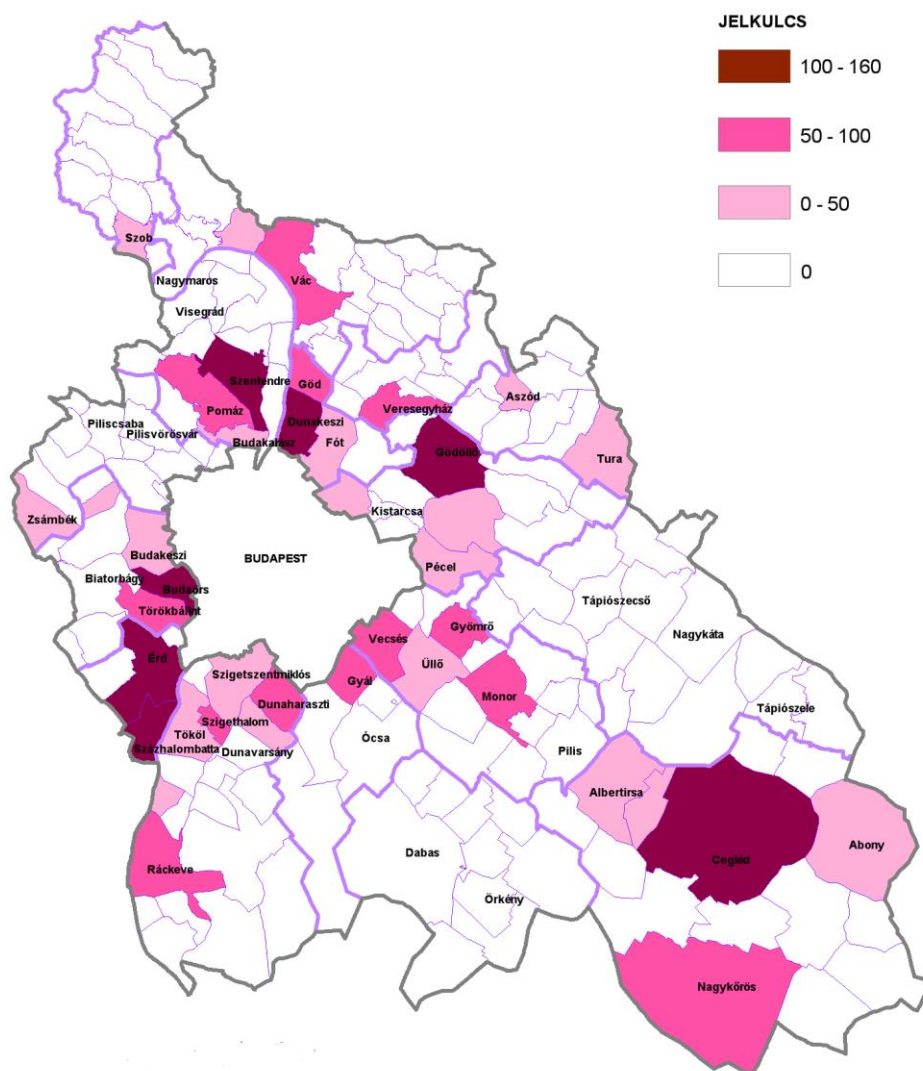 JELKULCS
100 - 160
50 - 100
0 - 50
0
Szob
Nagymaros
Vác
Visegrád
Szentendre
Göd
Pomáz
Veresegyház
Aszód
Dunakeszi
Piliscsaba
Pilisvörösvár
Budakalász
Fót
Gödöllő
Tura
Zsámbék
Kistarcsa
Budakeszi
BUDAPEST
Pécel
Biatorbágy
Budaörs
Törökbálint
Tápiószecső
Vecsés
Gyömrő
Nagykáta
Érd
Üllő
Szigetszentmiklós
Gyál
Monor
Dunaharaszti
Tápiószele
Szigethalom
Tököl
Ócsa
Százhalombatta
Dunavarsány
Pilis
Albertirsa
Abony
Dabas
Cegléd
Ráckeve
Örkény
Nagykőrös